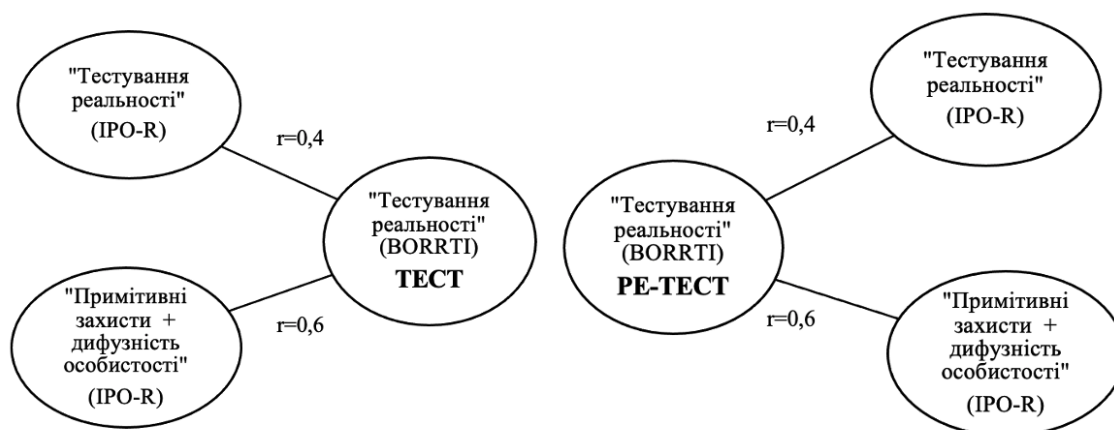 "Тестування
реальності"
(IPO-R)
r=0,4
"Тестування
реальності"
(BORRTI)
ТЕСТ
"Примітивні
захисти + 
дифузність
особистості"
(IPO-R)
r=0,6
"Тестування
реальності"
(IPO-R)
r=0,4
"Тестування
реальності"
(BORRTI)
РЕ-ТЕСТ
r=0,6
"Примітивні
захисти +
дифузність
особистості"
(IPO-R)